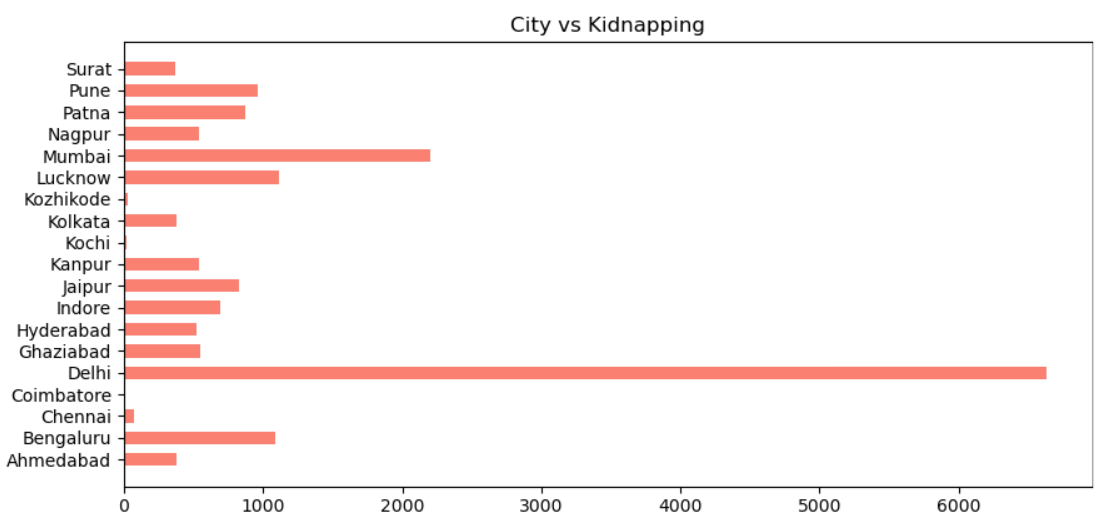 City vs Kidnapping
Surat
Pune
Patna
Nagpur
Mumbai
Lucknow
Kozhikode
Kolkata
Kochi
Kanpur
Jaipur
Indore
Hyderabad
Ghaziabad
Delhi
Coimbatore
Chennai
Bengaluru
Ahmedabad
0 1000 2000 3000 4000 5000 6000